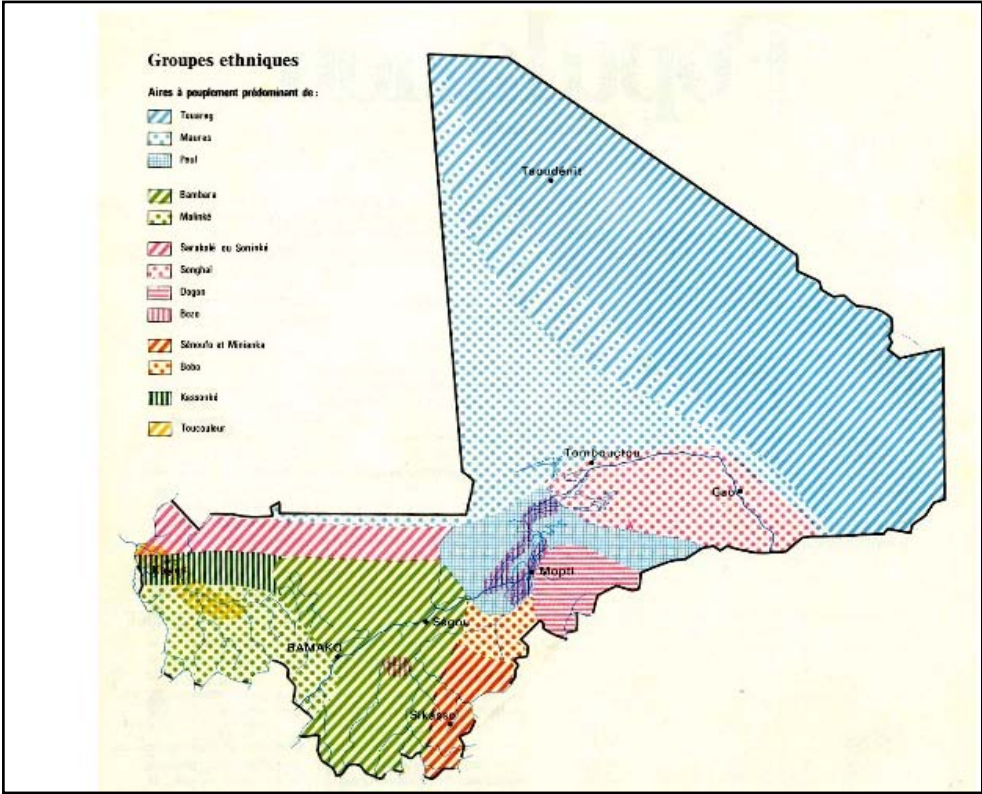 Groupes ethniques
Aires à peuplement prédominant de :
Touareg
Maures
Peul
Bambara
Malinké
Sarakolé ou Soninké
Songhaï
Dogon
Bozo
Sénoufo et Minianka
Bobo
Kassonké
Toucouleur
Taoudénit
Tombouctou
Gao
Mopti
Ségou
BAMAKO
Sikasso